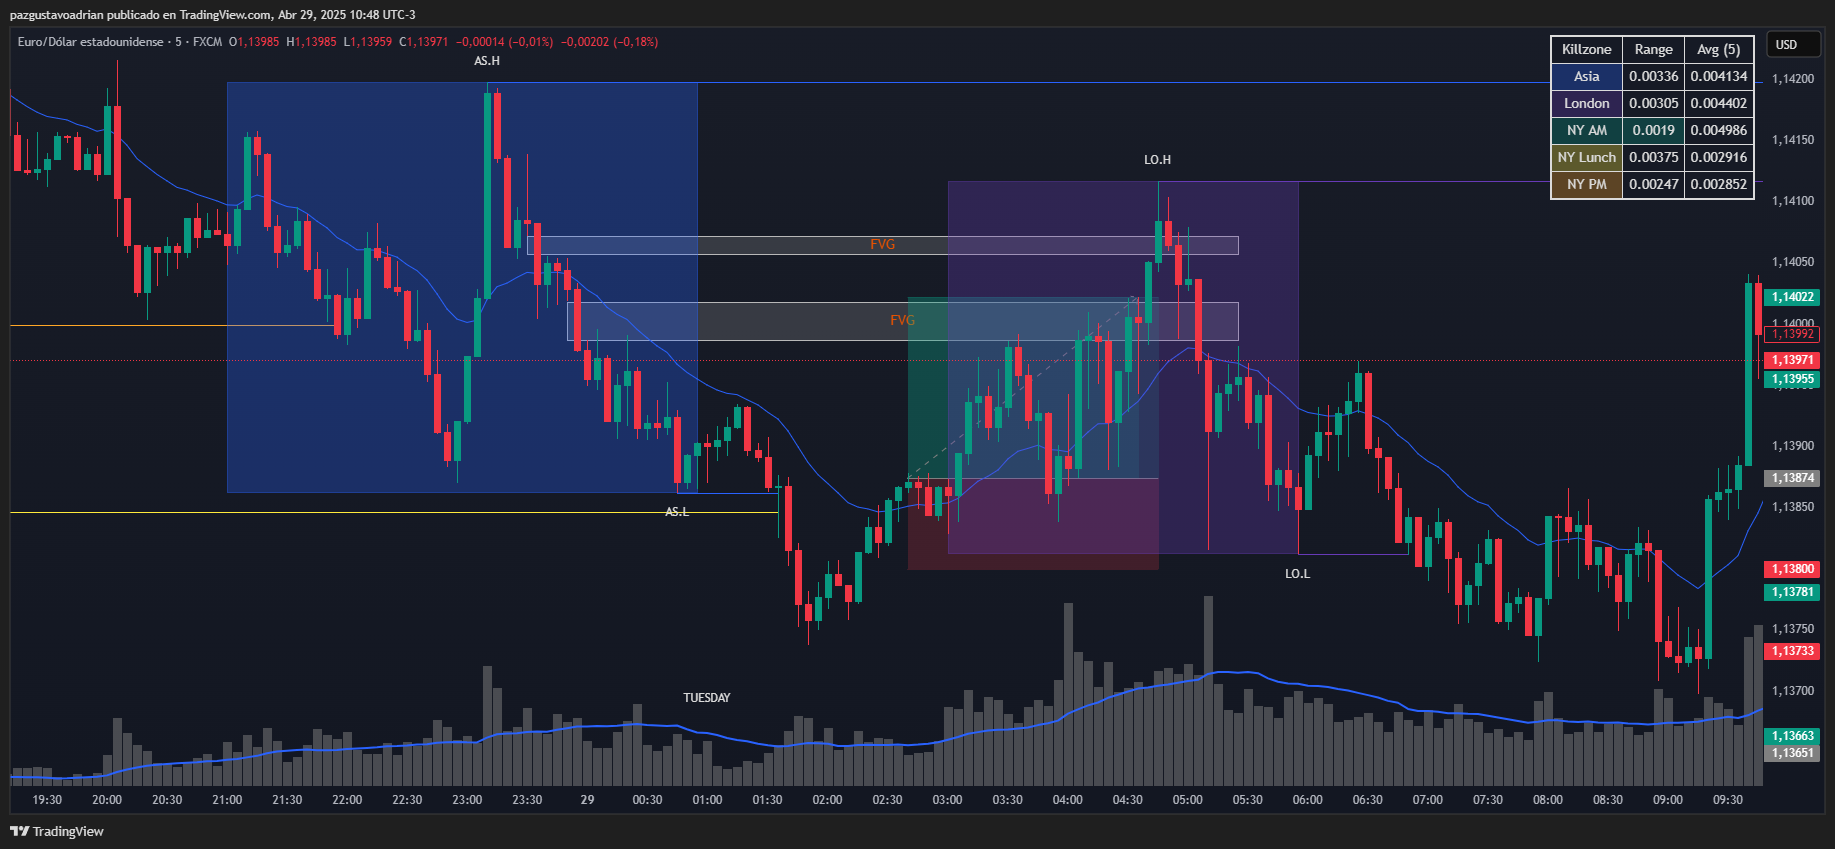 pazgustavoadrian publicado en TradingView.com, Abr 29, 2025 10:48 UTC-3
Euro/Dólar estadounidense · 5 · FXCM O1,13985 H1,13985 L1,13959 C1,13971 −0,00014 (−0,01%) −0,00202 (−0,18%)
USD
Killzone Range Avg (5)
Asia 0.00336 0.004134
London 0.00305 0.004402
NY AM 0.0019 0.004986
NY Lunch 0.00375 0.002916
NY PM 0.00247 0.002852
AS.H
LO.H
FVG
FVG
AS.L
LO.L
TUESDAY
1,14200
1,14150
1,14100
1,14050
1,14022
1,14000
1,13992
1,13971
1,13955
1,13900
1,13874
1,13850
1,13800
1,13781
1,13750
1,13733
1,13700
1,13663
1,13651
19:30 20:00 20:30 21:00 21:30 22:00 22:30 23:00 23:30 29 00:30 01:00 01:30 02:00 02:30 03:00 03:30 04:00 04:30 05:00 05:30 06:00 06:30 07:00 07:30 08:00 08:30 09:00 09:30
TradingView